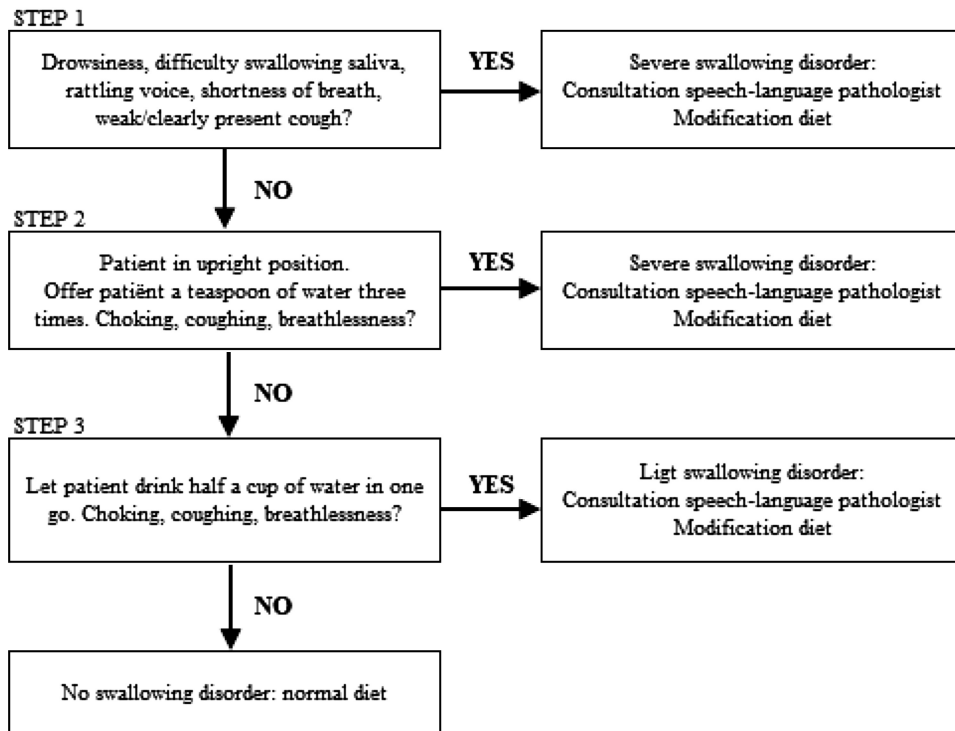 STEP 1
Drowsiness, difficulty swallowing saliva,
rattling voice, shortness of breath,
weak/clearly present cough?
YES
Severe swallowing disorder:
Consultation speech-language pathologist
Modification diet
NO
STEP 2
Patient in upright position.
Offer patiënt a teaspoon of water three
times. Choking, coughing, breathlessness?
YES
Severe swallowing disorder:
Consultation speech-language pathologist
Modification diet
NO
STEP 3
Let patient drink half a cup of water in one
go. Choking, coughing, breathlessness?
YES
Ligt swallowing disorder:
Consultation speech-language pathologist
Modification diet
NO
No swallowing disorder: normal diet